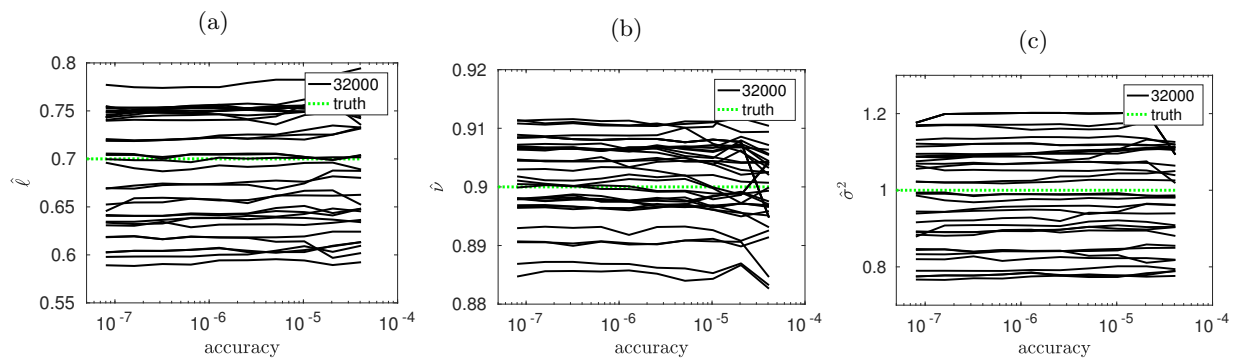 (a)
0.8
0.75
0.7
0.65
0.6
0.55
ℓ̂
10⁻⁷ 10⁻⁶ 10⁻⁵ 10⁻⁴
accuracy
32000
truth
(b)
0.92
0.91
0.90
0.89
0.88
ν̂
10⁻⁷ 10⁻⁶ 10⁻⁵ 10⁻⁴
accuracy
32000
truth
(c)
1.2
1
0.8
σ̂²
10⁻⁷ 10⁻⁶ 10⁻⁵ 10⁻⁴
accuracy
32000
truth